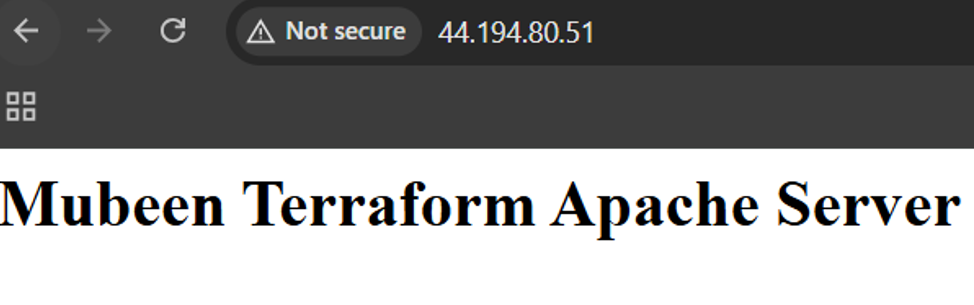 Not secure 44.194.80.51
Mubeen Terraform Apache Server